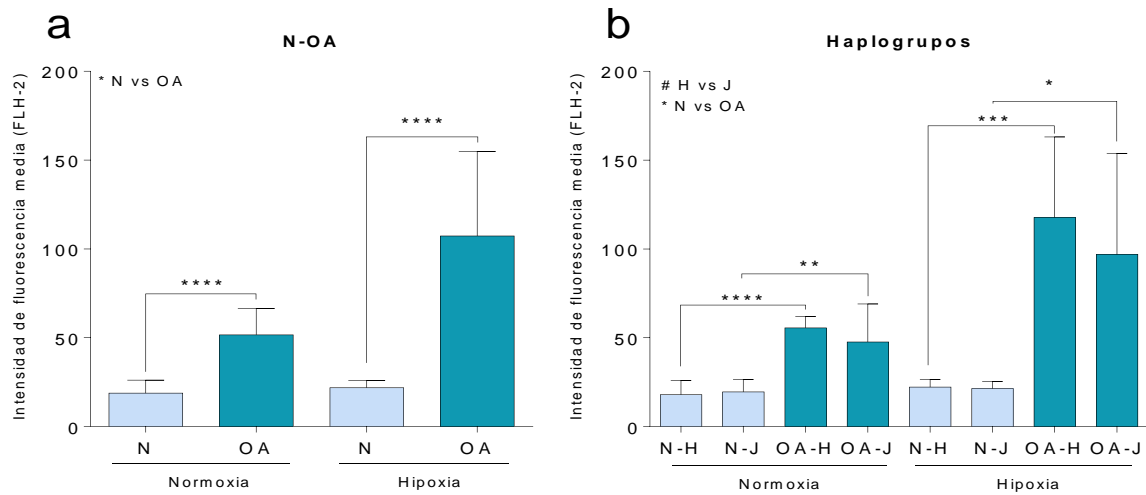 a
N-OA
Intensidad de fluorescencia media (FLH-2)
200
150
100
50
0
* N vs OA
****
****
N
OA
N
OA
Normoxia
Hipoxia
b
Haplogrupos
Intensidad de fluorescencia media (FLH-2)
200
150
100
50
0
# H vs J
* N vs OA
****
**
***
*
N-H
N-J
OA-H
OA-J
N-H
N-J
OA-H
OA-J
Normoxia
Hipoxia